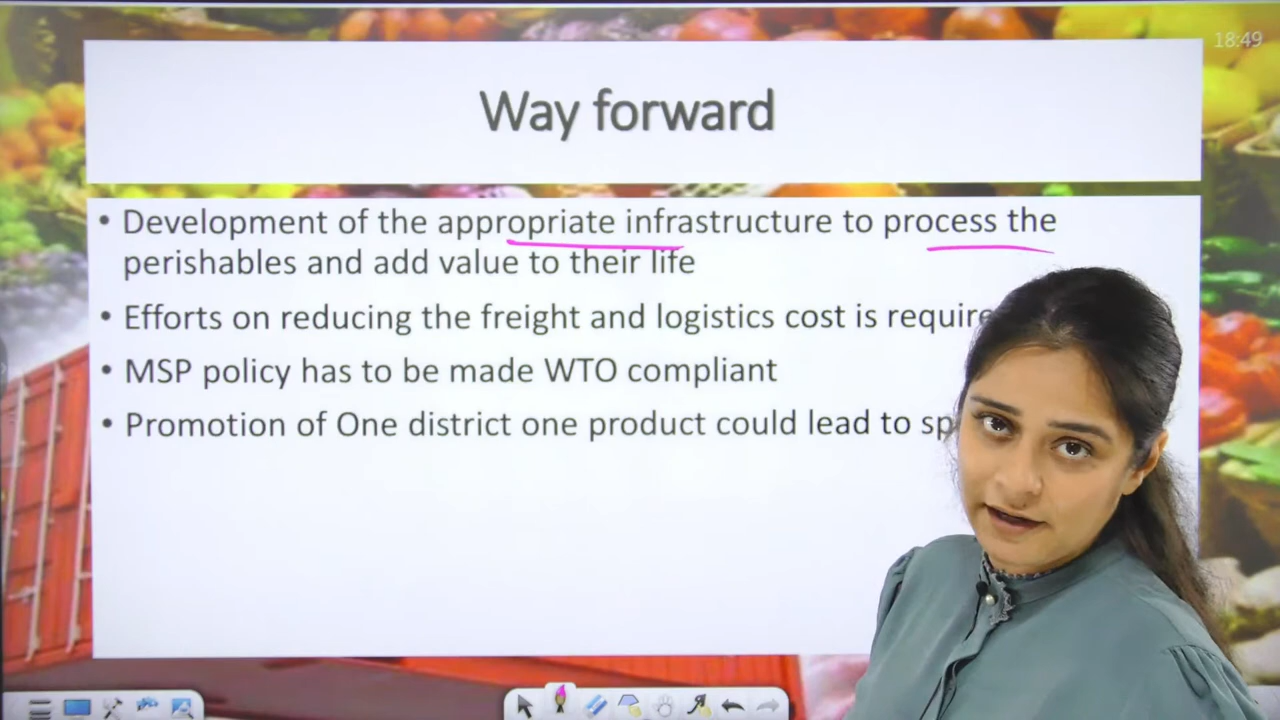 18:49
Way forward
• Development of the appropriate infrastructure to process the
perishables and add value to their life
• Efforts on reducing the freight and logistics cost is require
• MSP policy has to be made WTO compliant
• Promotion of One district one product could lead to sp